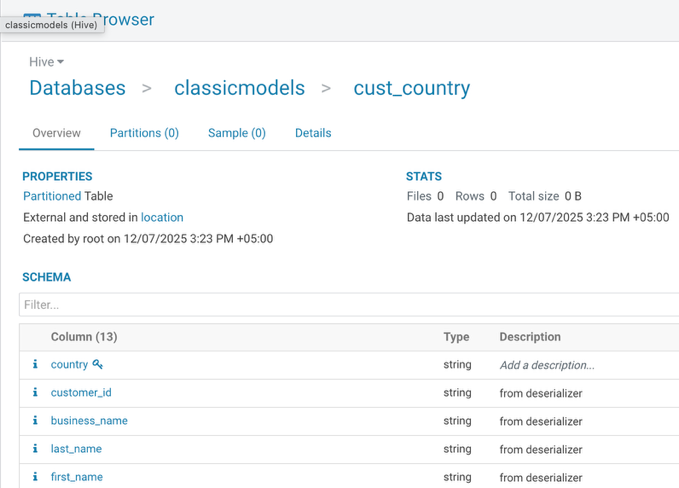 Table Browser
classicmodels (Hive)
Hive
Databases > classicmodels > cust_country
Overview Partitions (0) Sample (0) Details
PROPERTIES STATS
Partitioned Table Files 0 Rows 0 Total size 0 B
External and stored in location Data last updated on 12/07/2025 3:23 PM +05:00
Created by root on 12/07/2025 3:23 PM +05:00
SCHEMA
Filter...
Column (13) Type Description
i country string Add a description...
i customer_id string from deserializer
i business_name string from deserializer
i last_name string from deserializer
i first_name string from deserializer